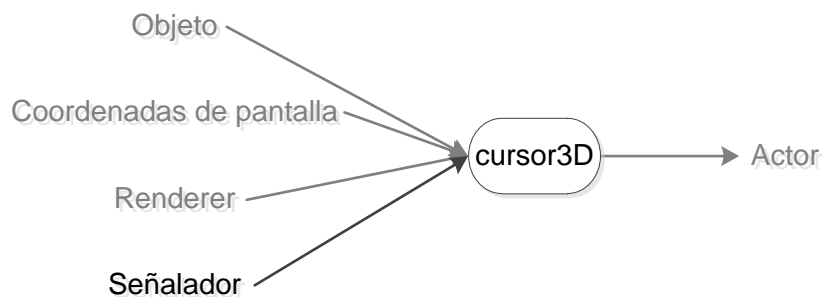 Objeto
Coordenadas de pantalla
Renderer
Señalador
cursor3D
Actor